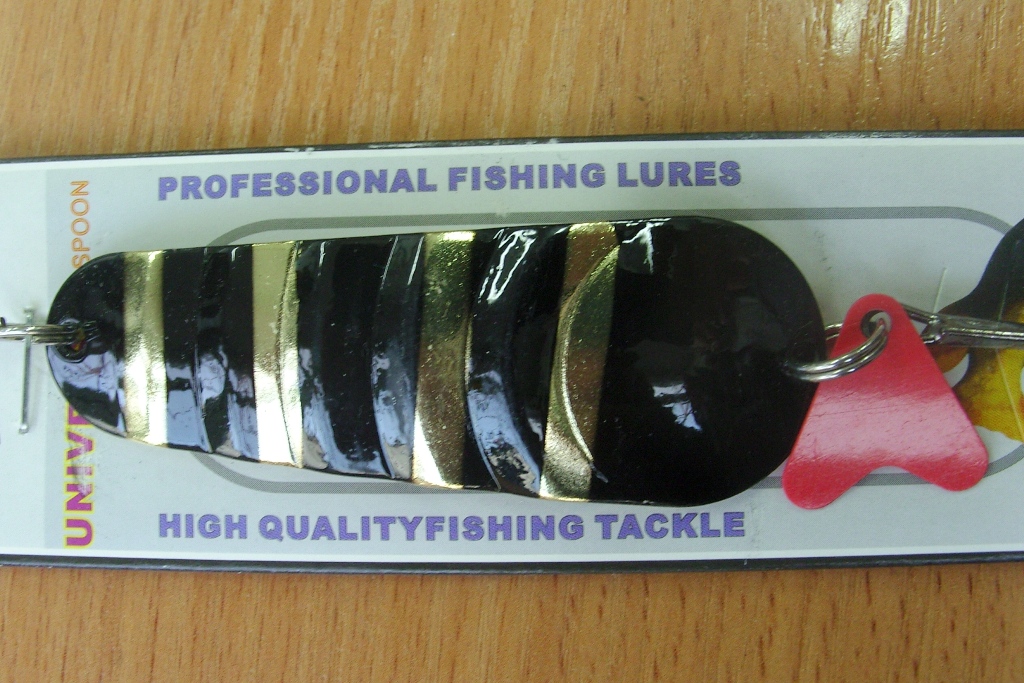 PROFESSIONAL FISHING LURES
SPOON
HIGH QUALITYFISHING TACKLE